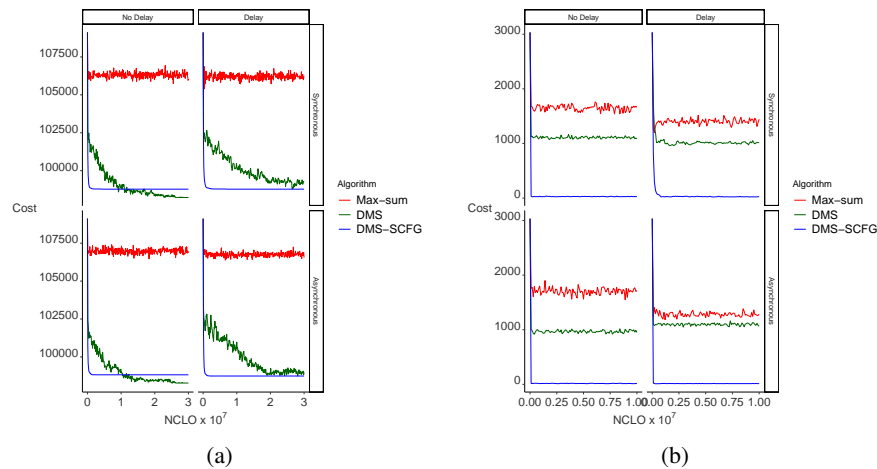 No Delay
Delay
107500
105000
102500
100000
Synchronous
107500
105000
102500
100000
Asynchronous
Cost
0 1 2 3 0 1 2 3
NCLO x 10^7
Algorithm
Max-sum
DMS
DMS-SCFG
(a)
No Delay
Delay
3000
2000
1000
0
Synchronous
3000
2000
1000
0
Asynchronous
Cost
0.00 0.25 0.50 0.75 1.00 0.00 0.25 0.50 0.75 1.00
NCLO x 10^7
Algorithm
Max-sum
DMS
DMS-SCFG
(b)